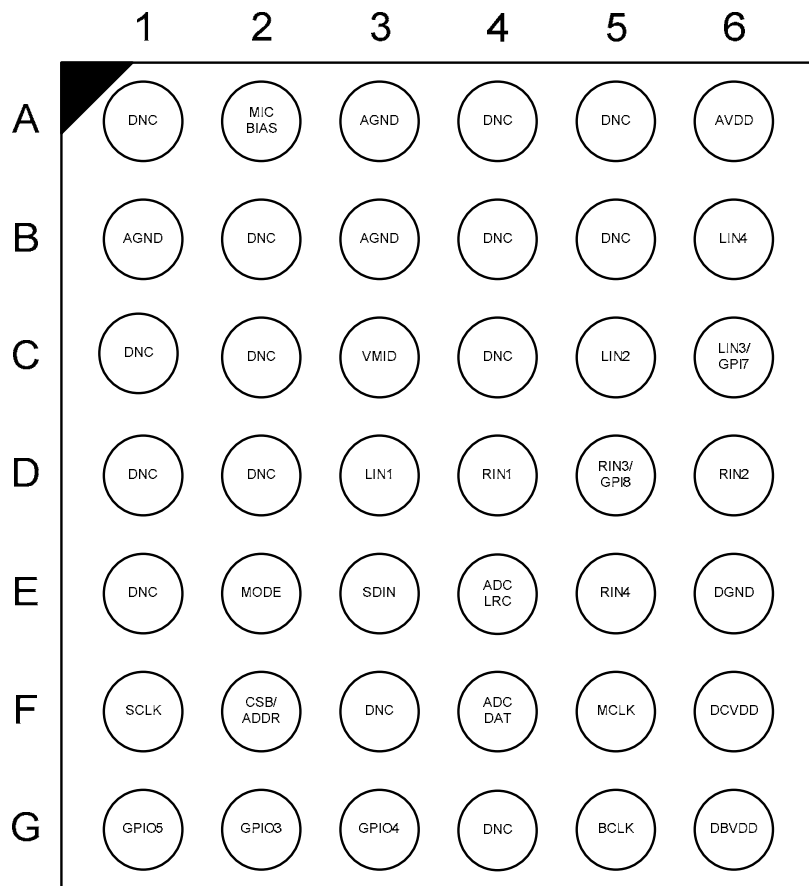 1 2 3 4 5 6
A DNC MIC BIAS AGND DNC DNC AVDD
B AGND DNC AGND DNC DNC LIN4
C DNC DNC VMID DNC LIN2 LIN3/ GPI7
D DNC DNC LIN1 RIN1 RIN3/ GPI8 RIN2
E DNC MODE SDIN ADC LRC RIN4 DGND
F SCLK CSB/ ADDR DNC ADC DAT MCLK DCVDD
G GPIO5 GPIO3 GPIO4 DNC BCLK DBVDD